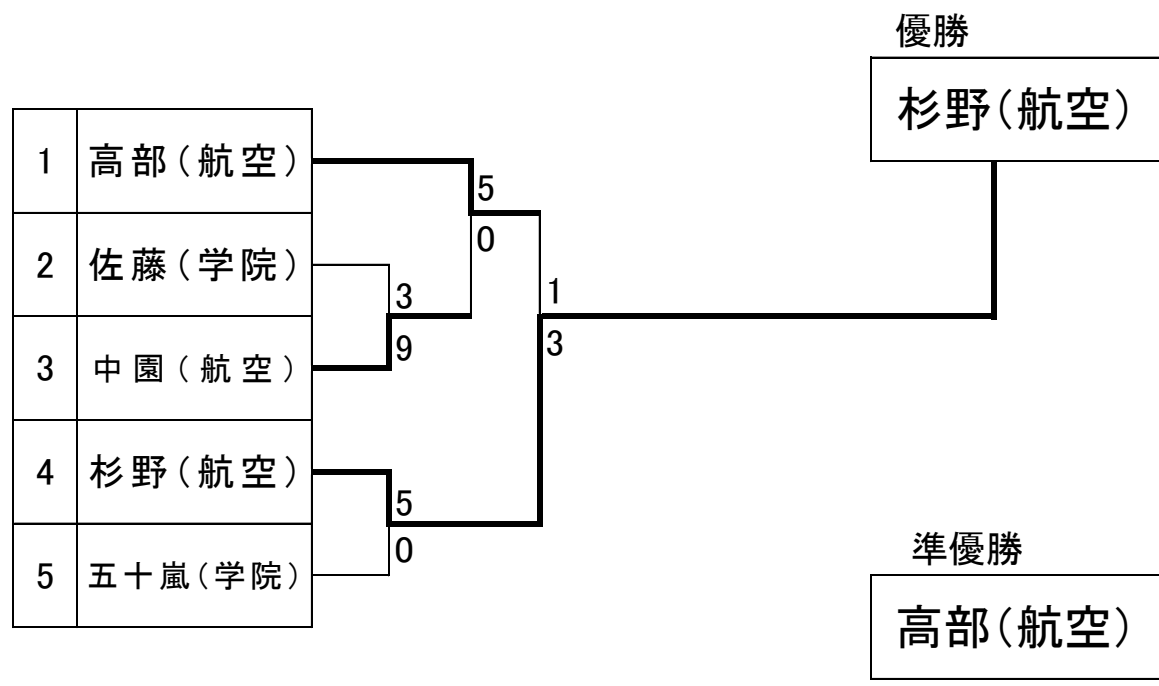 優勝
杉野(航空)
1 高部(航空)
5
2 佐藤(学院)
0
3
1
3 中園(航空)
9
3
4 杉野(航空)
5
0
5 五十嵐(学院)
準優勝
高部(航空)